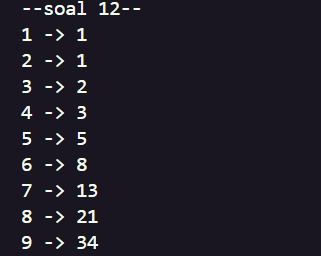 --soal 12--
1 -> 1
2 -> 1
3 -> 2
4 -> 3
5 -> 5
6 -> 8
7 -> 13
8 -> 21
9 -> 34